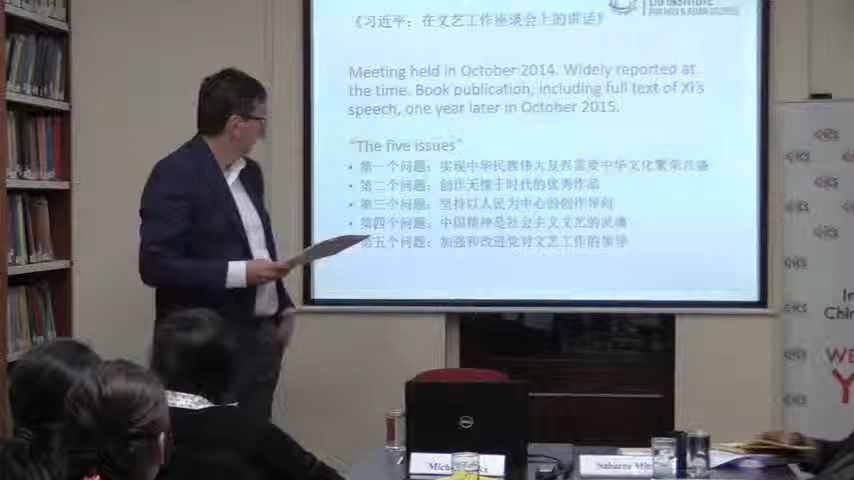 《习近平：在文艺工作座谈会上的讲话》
LIU INSTITUTE
Meeting held in October 2014. Widely reported at
the time. Book publication, including full text of Xi's
speech, one year later in October 2015.
"The five issues"
• 第一个问题：实现中华民族伟大复兴需要中华文化繁荣兴盛
• 第二个问题：创作无愧于时代的优秀作品
• 第三个问题：坚持以人民为中心的创作导向
• 第四个问题：中国精神是社会主义文艺的灵魂
第五个问题：加强和改进党对文艺工作的领导
In
Chin
WE
Y
DELL